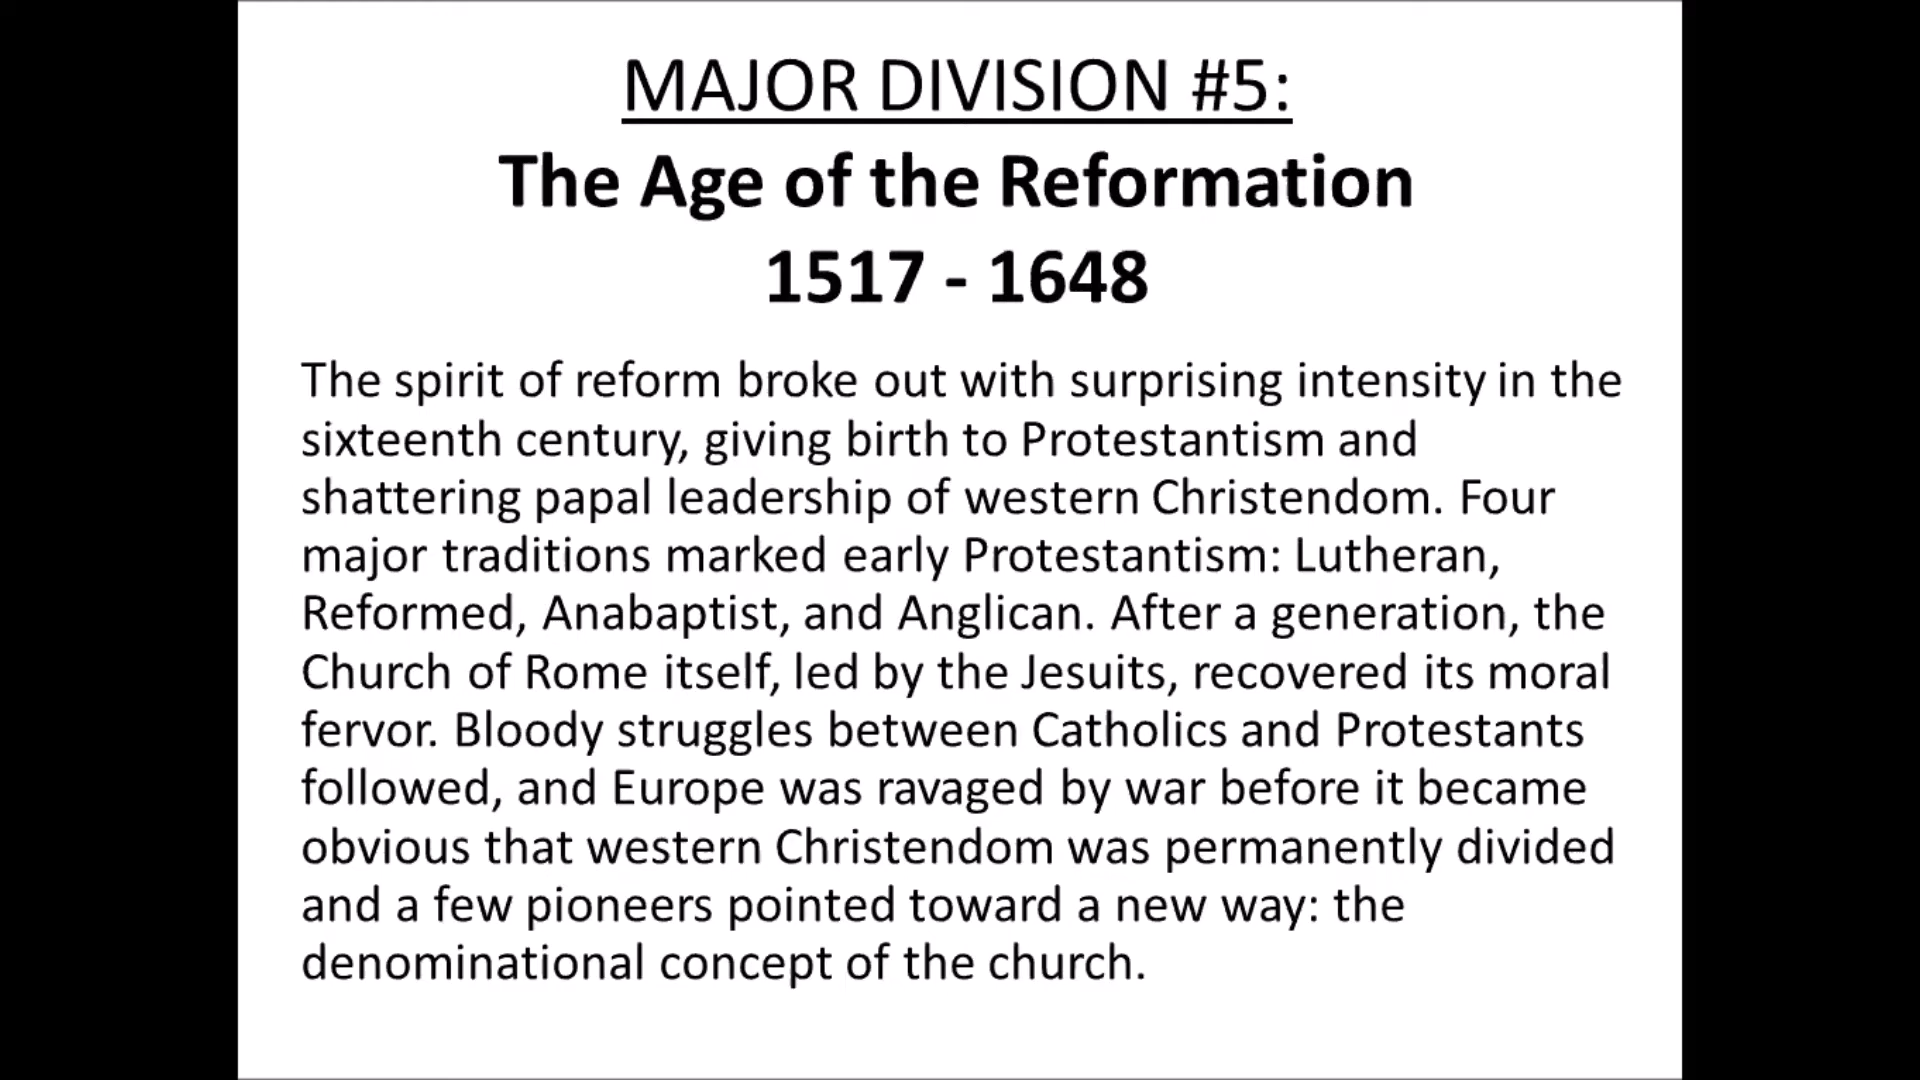 MAJOR DIVISION #5:
The Age of the Reformation
1517 - 1648
The spirit of reform broke out with surprising intensity in the
sixteenth century, giving birth to Protestantism and
shattering papal leadership of western Christendom. Four
major traditions marked early Protestantism: Lutheran,
Reformed, Anabaptist, and Anglican. After a generation, the
Church of Rome itself, led by the Jesuits, recovered its moral
fervor. Bloody struggles between Catholics and Protestants
followed, and Europe was ravaged by war before it became
obvious that western Christendom was permanently divided
and a few pioneers pointed toward a new way: the
denominational concept of the church.